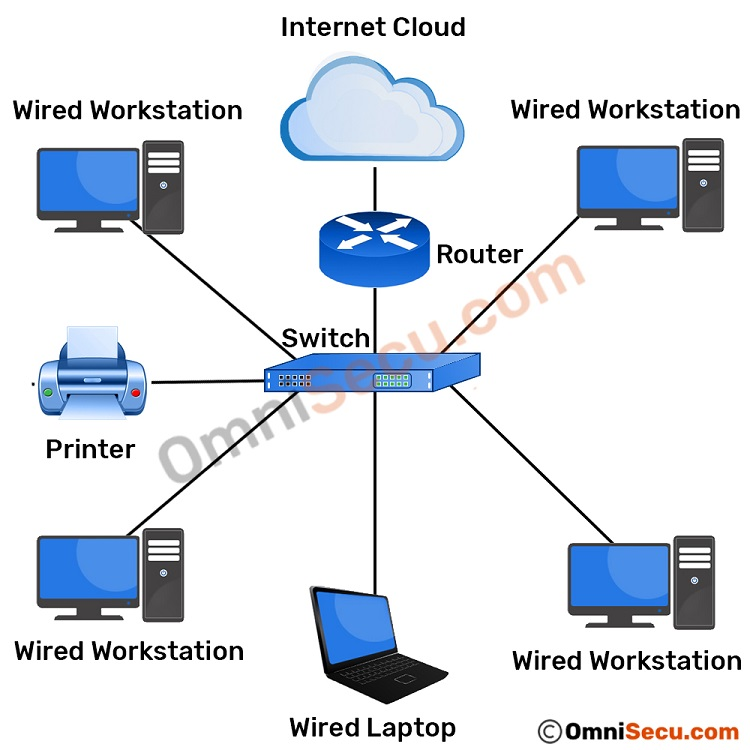 Internet Cloud
Wired Workstation
Wired Workstation
Router
Switch
OmniSecu.com
Printer
Wired Workstation
Wired Workstation
Wired Laptop
© OmniSecu.com